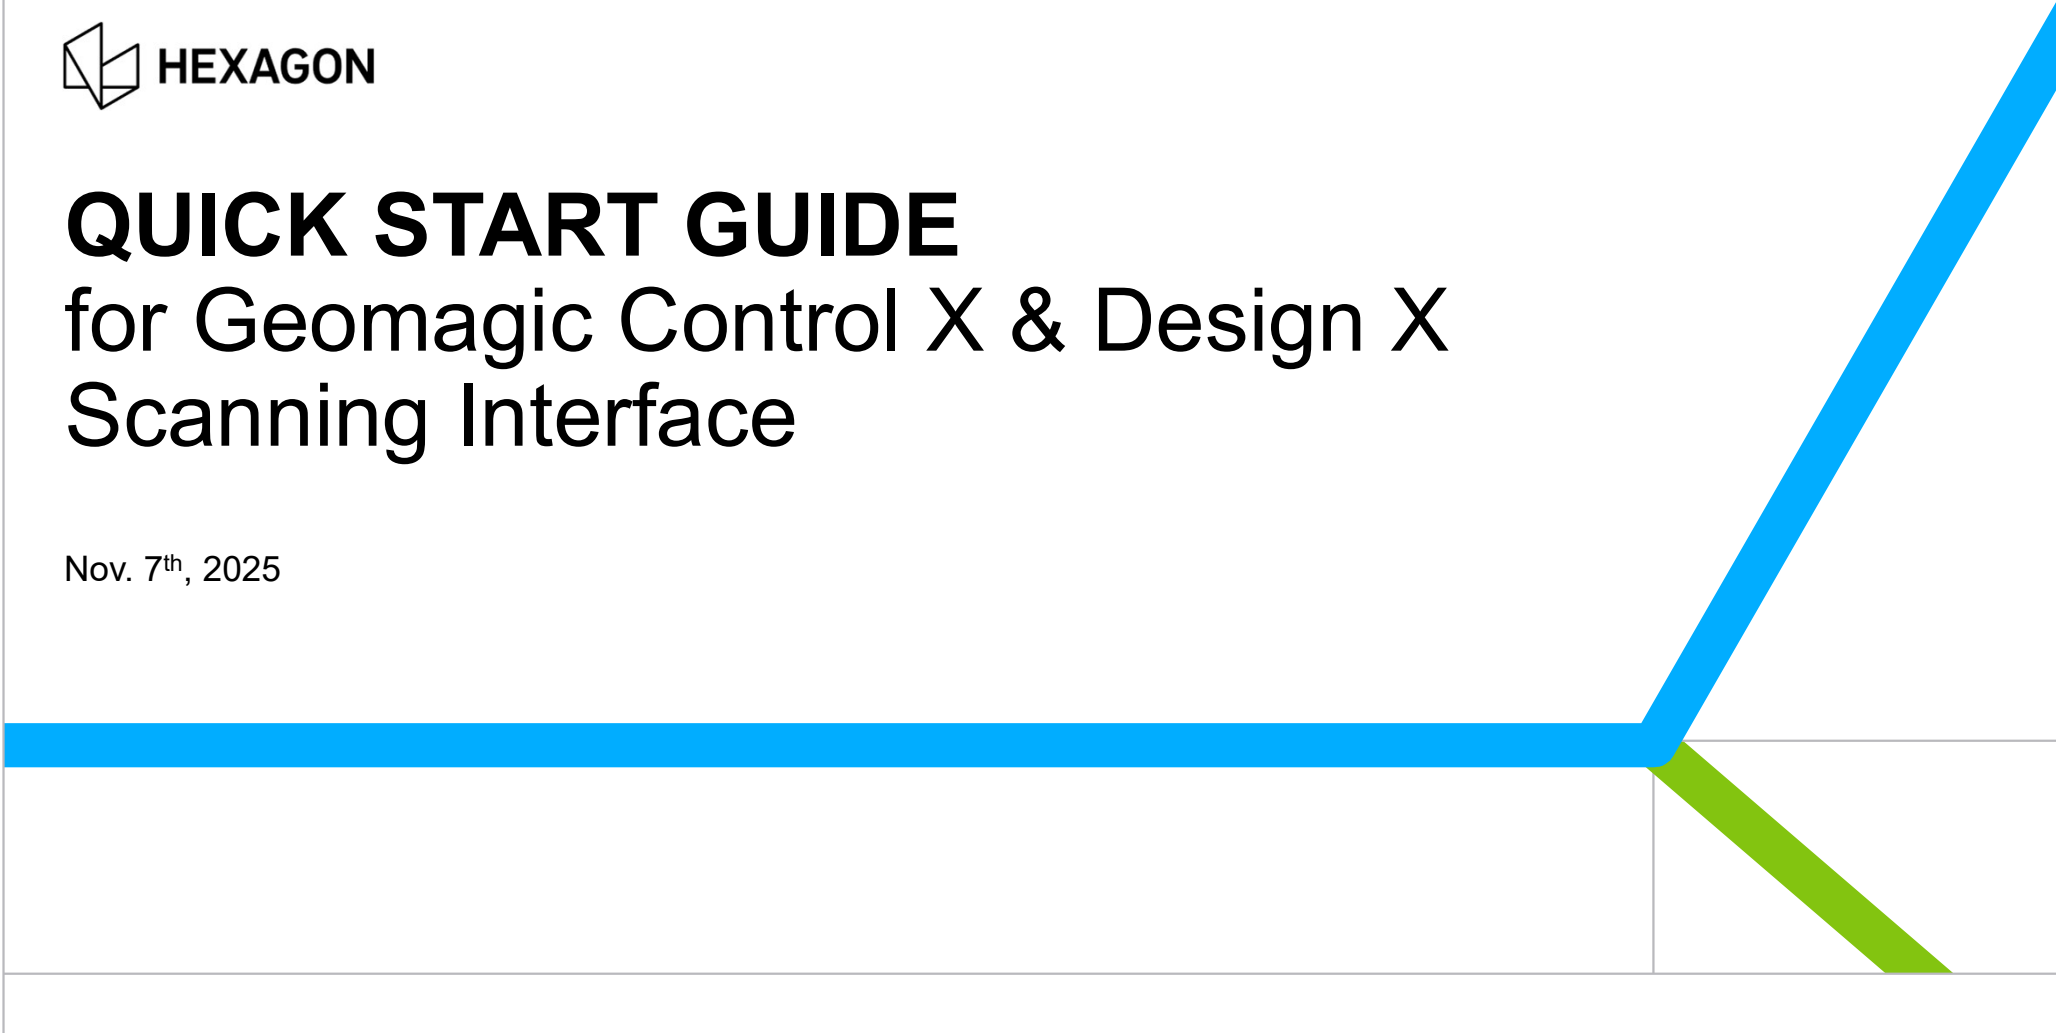 HEXAGON
QUICK START GUIDE
for Geomagic Control X & Design X
Scanning Interface
Nov. 7th, 2025